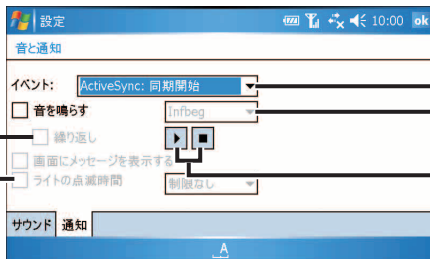 設定 10:00 ok
音と通知
イベント: ActiveSync: 同期開始
音を鳴らす Infbeg
繰り返し
画面にメッセージを表示する
ライトの点滅時間 制限なし
サウンド 通知
A